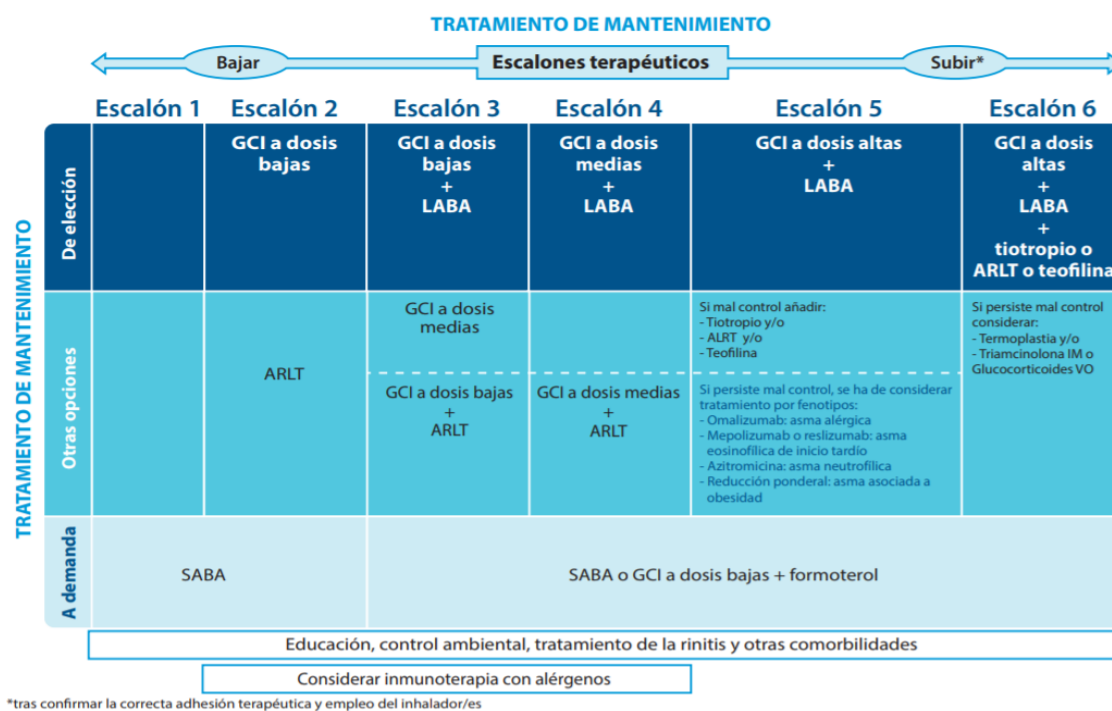 TRATAMIENTO DE MANTENIMIENTO
Bajar
Escalones terapéuticos
Subir*
Escalón 1
Escalón 2
Escalón 3
Escalón 4
Escalón 5
Escalón 6
TRATAMIENTO DE MANTENIMIENTO
De elección
GCI a dosis
bajas
GCI a dosis
bajas
+
LABA
GCI a dosis
medias
+
LABA
GCI a dosis altas
+
LABA
GCI a dosis
altas
+
LABA
+
tiotropio o
ARLT o teofilina
Otras opciones
ARLT
GCI a dosis
medias
GCI a dosis bajas
+
ARLT
GCI a dosis medias
+
ARLT
Si mal control añadir:
- Tiotropio y/o
- ALRT y/o
- Teofilina
Si persiste mal control, se ha de considerar
tratamiento por fenotipos:
- Omalizumab: asma alérgica
- Mepolizumab o reslizumab: asma
eosinofílica de inicio tardío
- Azitromicina: asma neutrofílica
- Reducción ponderal: asma asociada a
obesidad
Si persiste mal control
considerar:
- Termoplastia y/o
- Triamcinolona IM o
Glucocorticoides VO
A demanda
SABA
SABA o GCI a dosis bajas + formoterol
Educación, control ambiental, tratamiento de la rinitis y otras comorbilidades
Considerar inmunoterapia con alérgenos
*tras confirmar la correcta adhesión terapéutica y empleo del inhalador/es